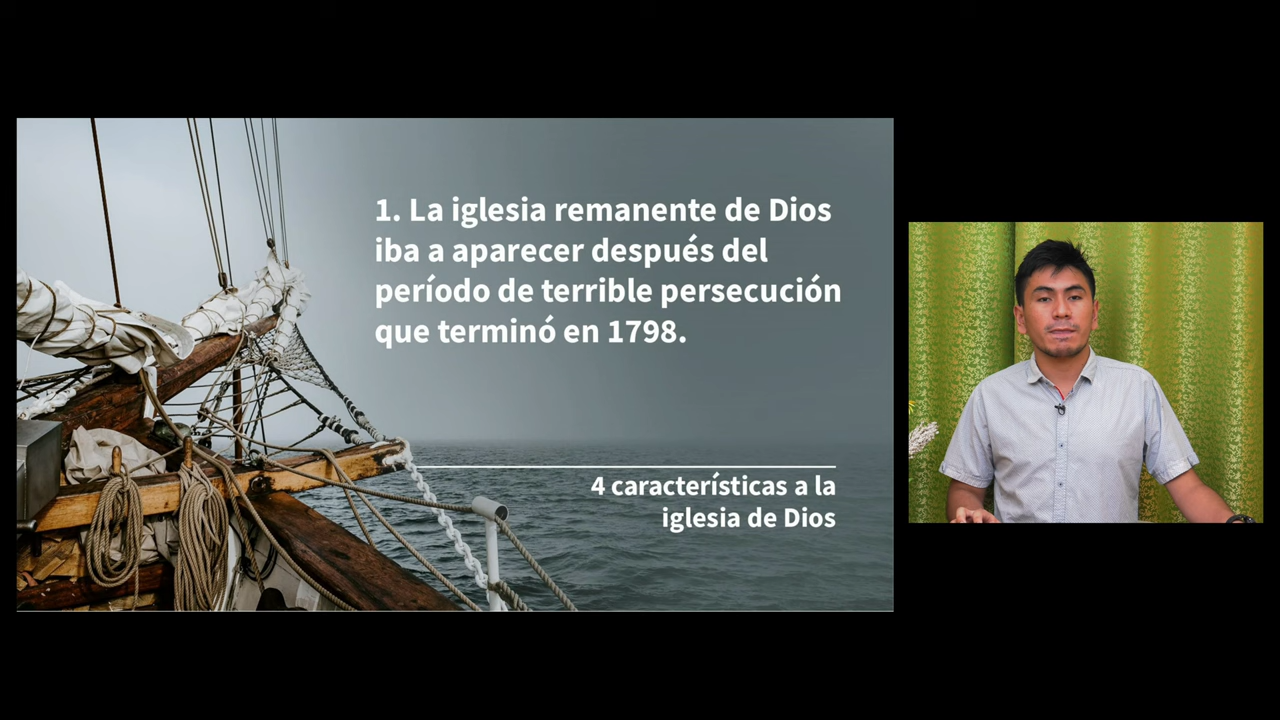 1. La iglesia remanente de Dios
iba a aparecer después del
período de terrible persecución
que terminó en 1798.
4 características a la
iglesia de Dios